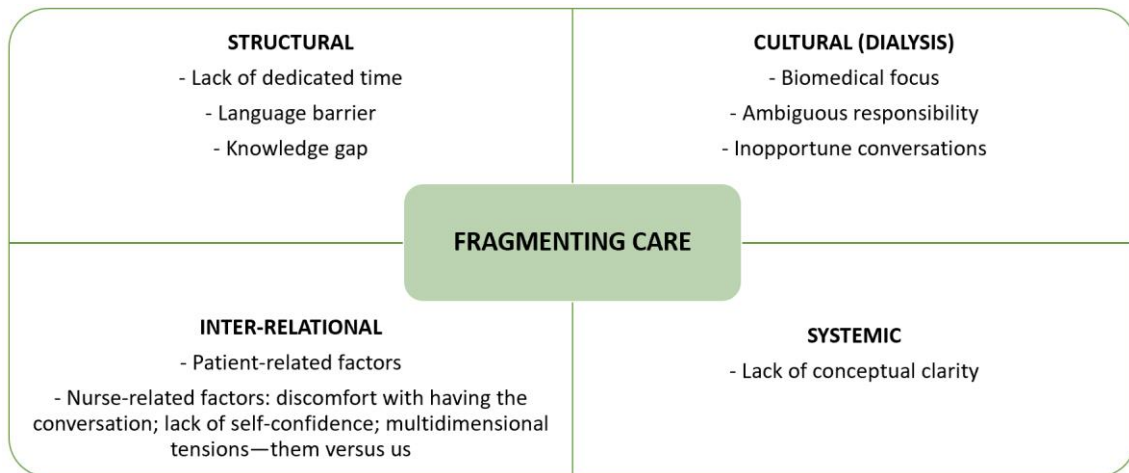 STRUCTURAL
- Lack of dedicated time
- Language barrier
- Knowledge gap
CULTURAL (DIALYSIS)
- Biomedical focus
- Ambiguous responsibility
- Inopportune conversations
FRAGMENTING CARE
INTER-RELATIONAL
- Patient-related factors
- Nurse-related factors: discomfort with having the
conversation; lack of self-confidence; multidimensional
tensions—them versus us
SYSTEMIC
- Lack of conceptual clarity